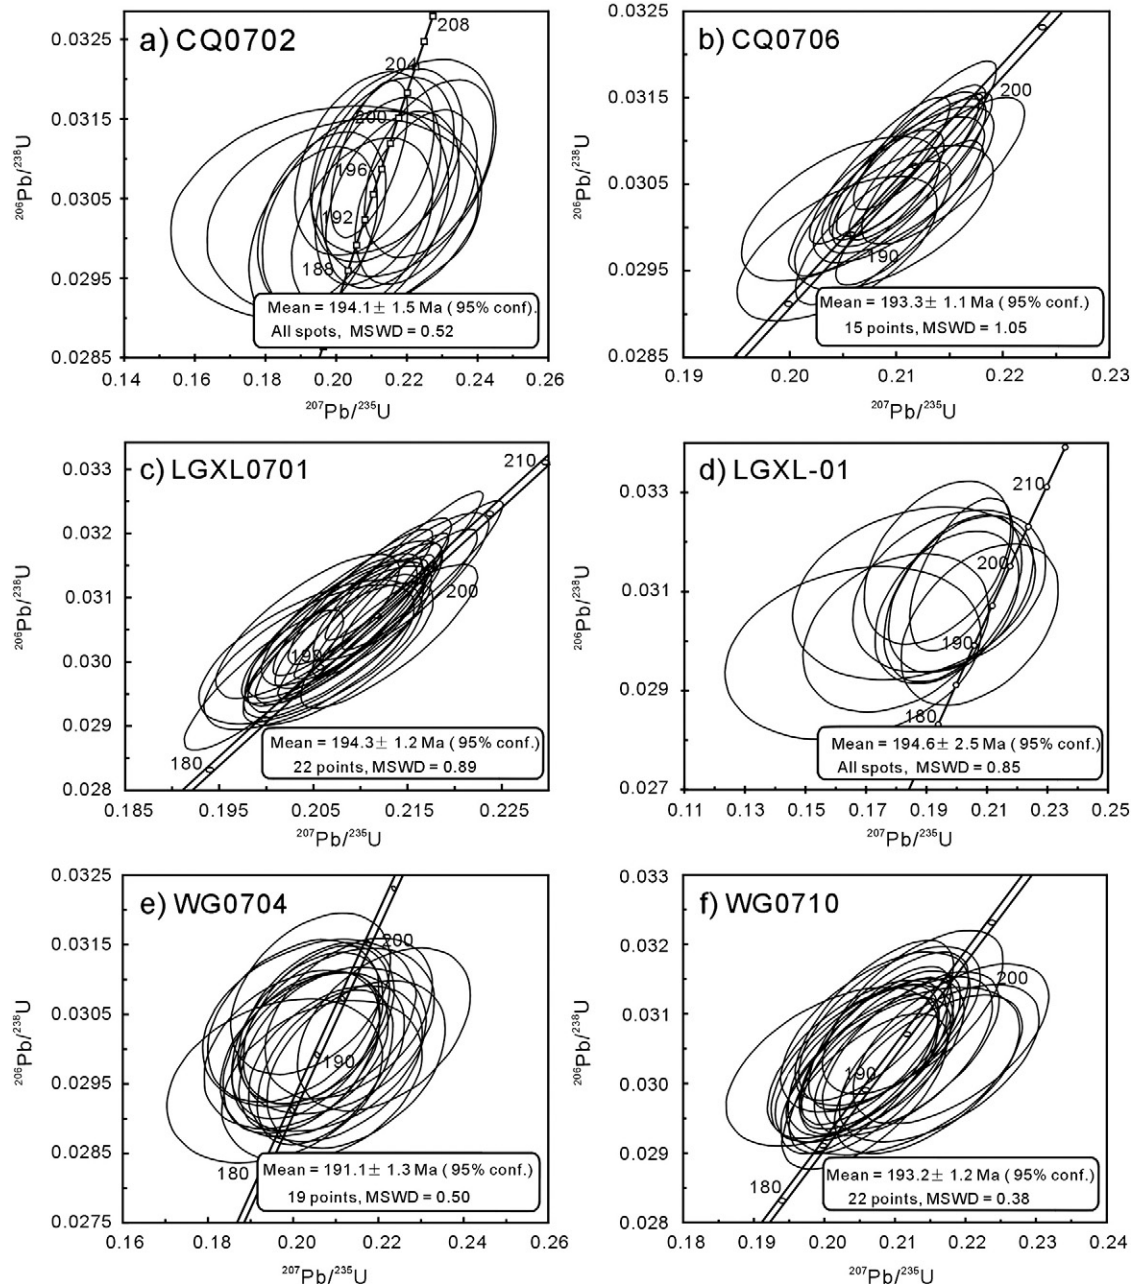 a) CQ0702
0.0325
0.0315
0.0305
0.0295
0.0285
²⁰⁶Pb/²³⁸U
208
204
200
196
192
188
Mean = 194.1 ± 1.5 Ma ( 95% conf).
All spots, MSWD = 0.52
0.14 0.16 0.18 0.20 0.22 0.24 0.26
²⁰⁷Pb/²³⁵U
b) CQ0706
0.0325
0.0315
0.0305
0.0295
0.0285
²⁰⁶Pb/²³⁸U
200
190
Mean = 193.3 ± 1.1 Ma ( 95% conf.)
15 points, MSWD = 1.05
0.19 0.20 0.21 0.22 0.23
²⁰⁷Pb/²³⁵U
c) LGXL0701
0.033
0.032
0.031
0.030
0.029
0.028
²⁰⁶Pb/²³⁸U
210
200
190
180
Mean = 194.3 ± 1.2 Ma ( 95% conf.)
22 points, MSWD = 0.89
0.185 0.195 0.205 0.215 0.225
²⁰⁷Pb/²³⁵U
d) LGXL-01
0.033
0.031
0.029
0.027
²⁰⁶Pb/²³⁸U
210
200
190
180
Mean = 194.6 ± 2.5 Ma ( 95% conf.)
All spots, MSWD = 0.85
0.11 0.13 0.15 0.17 0.19 0.21 0.23 0.25
²⁰⁷Pb/²³⁵U
e) WG0704
0.0325
0.0315
0.0305
0.0295
0.0285
0.0275
²⁰⁶Pb/²³⁸U
200
190
180
Mean = 191.1 ± 1.3 Ma (95% conf.)
19 points, MSWD = 0.50
0.16 0.18 0.20 0.22 0.24 0.26
²⁰⁷Pb/²³⁵U
f) WG0710
0.033
0.032
0.031
0.030
0.029
0.028
²⁰⁶Pb/²³⁸U
200
190
180
Mean = 193.2 ± 1.2 Ma (95% conf.)
22 points, MSWD = 0.38
0.18 0.19 0.20 0.21 0.22 0.23 0.24
²⁰⁷Pb/²³⁵U